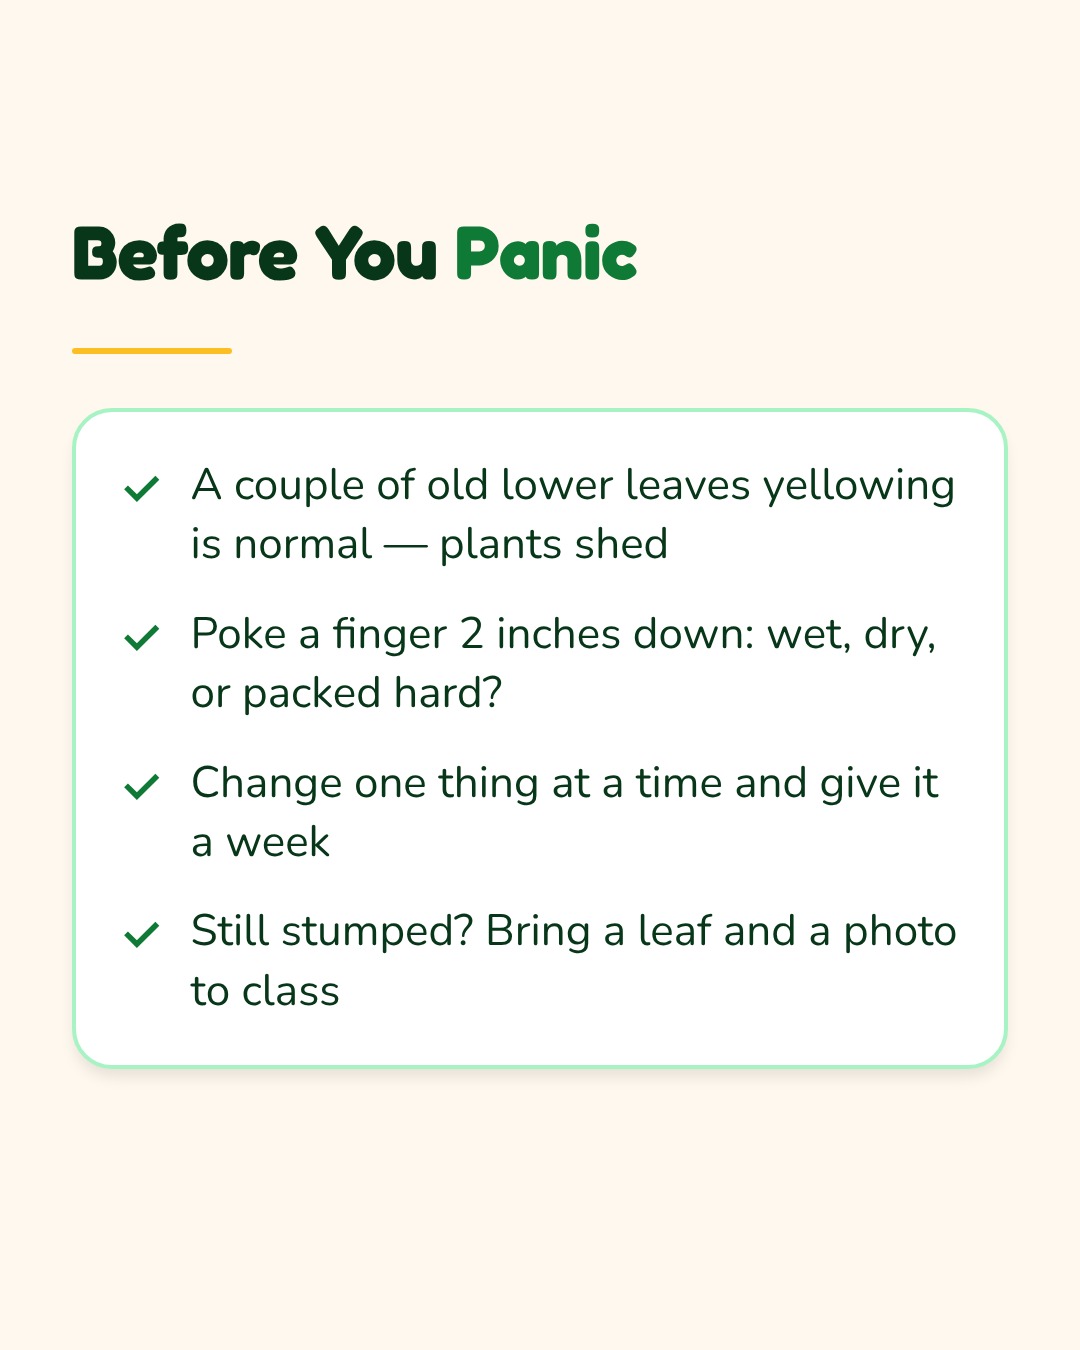 Before You Panic
A couple of old lower leaves yellowing
is normal — plants shed
Poke a finger 2 inches down: wet, dry,
or packed hard?
Change one thing at a time and give it
a week
Still stumped? Bring a leaf and a photo
to class